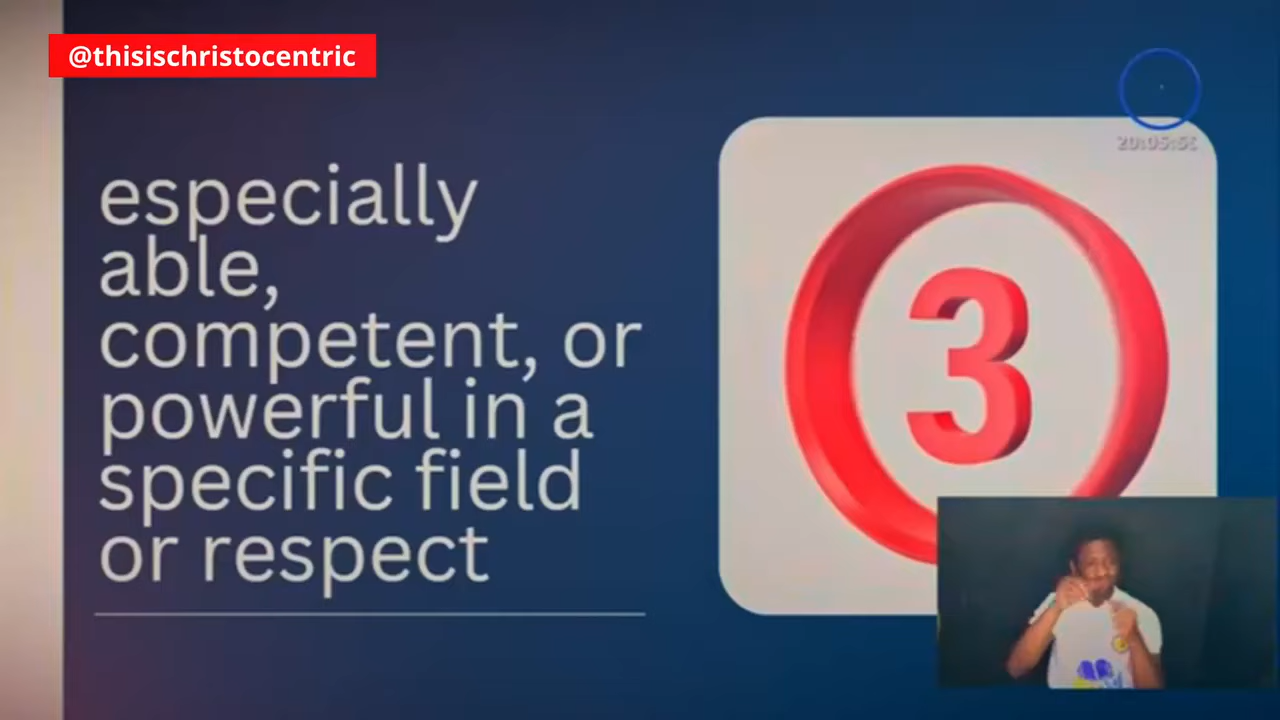 @thisischristocentric
especially
able,
competent, or
powerful in a
specific field
or respect
3